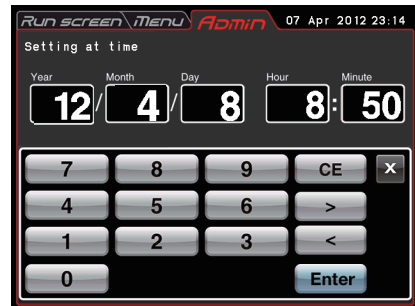 Run screen Menu Admin 07 Apr 2012 23:14
Setting at time
Year Month Day Hour Minute
12/ 4/ 8 8: 50
7 8 9 CE x
4 5 6 >
1 2 3 <
0 Enter